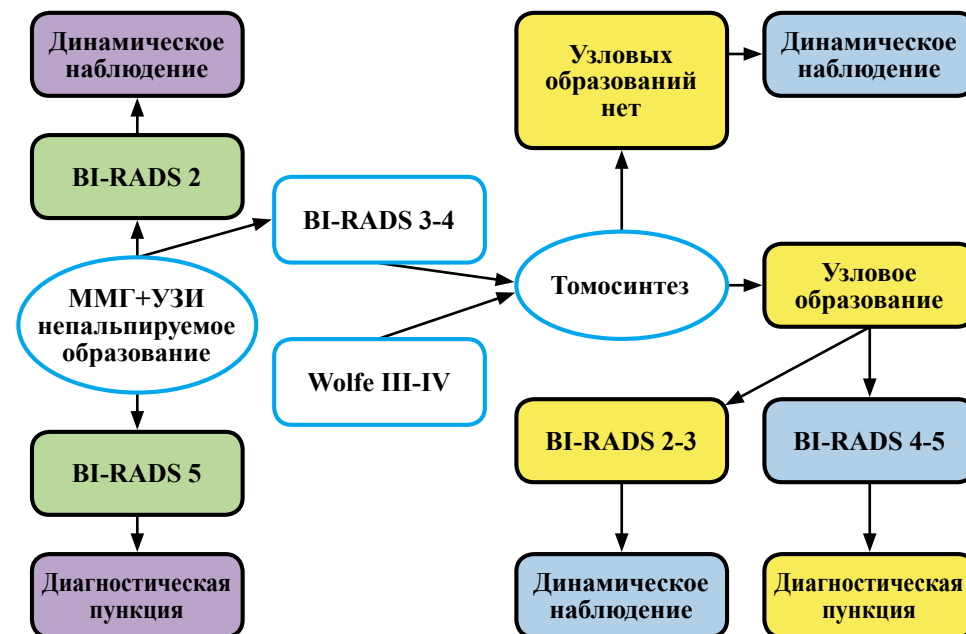 Динамическое
наблюдение
BI-RADS 2
ММГ+УЗИ
непальпируемое
образование
BI-RADS 5
Диагностическая
пункция
BI-RADS 3-4
Wolfe III-IV
Томосинтез
Узловых
образований
нет
Динамическое
наблюдение
Узловое
образование
BI-RADS 2-3
BI-RADS 4-5
Динамическое
наблюдение
Диагностическая
пункция